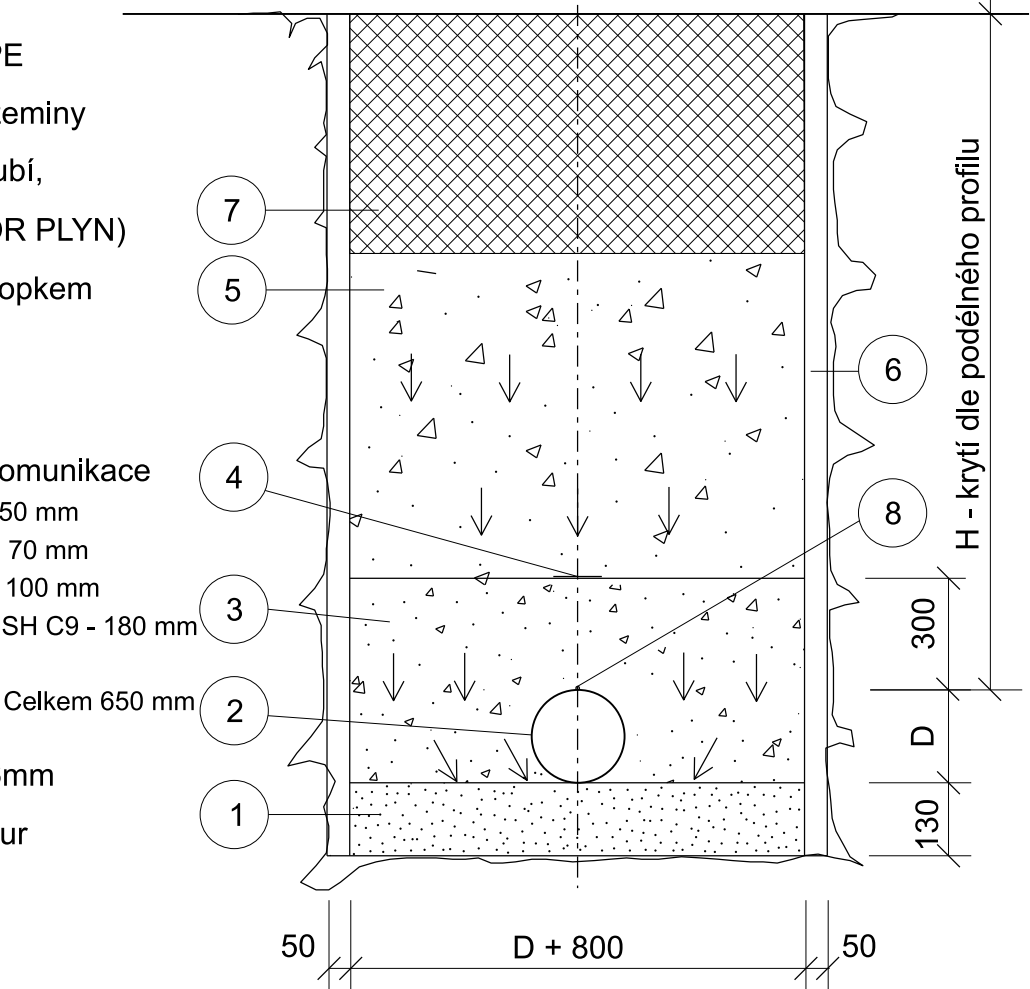 PE
zeminy
ubí,
OR PLYN)
opkem
omunikace
50 mm
70 mm
100 mm
SH C9 - 180 mm
Celkem 650 mm
mm
ur
7
5
4
3
2
1
6
8
H - krytí dle podélného profilu
300
D
130
50
D + 800
50